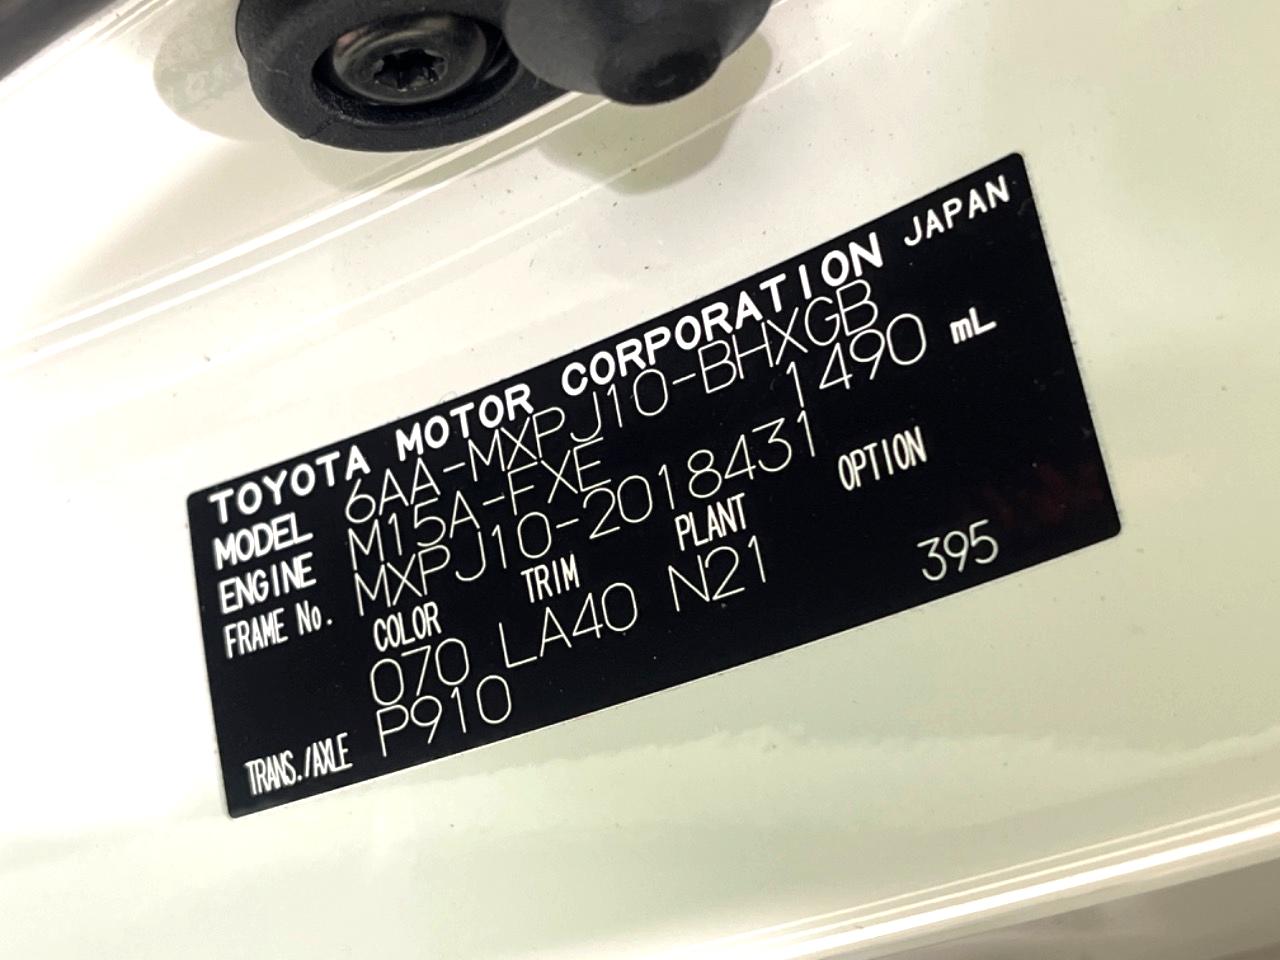 TOYOTA MOTOR CORPORATION JAPAN
MODEL 6AA-MXPJ10-BHXGB
ENGINE M15A-FXE 1490 mL
FRAME No. MXPJ10-2018431
COLOR TRIM PLANT OPTION
070 LA40 N21 395
TRANS./AXLE P910